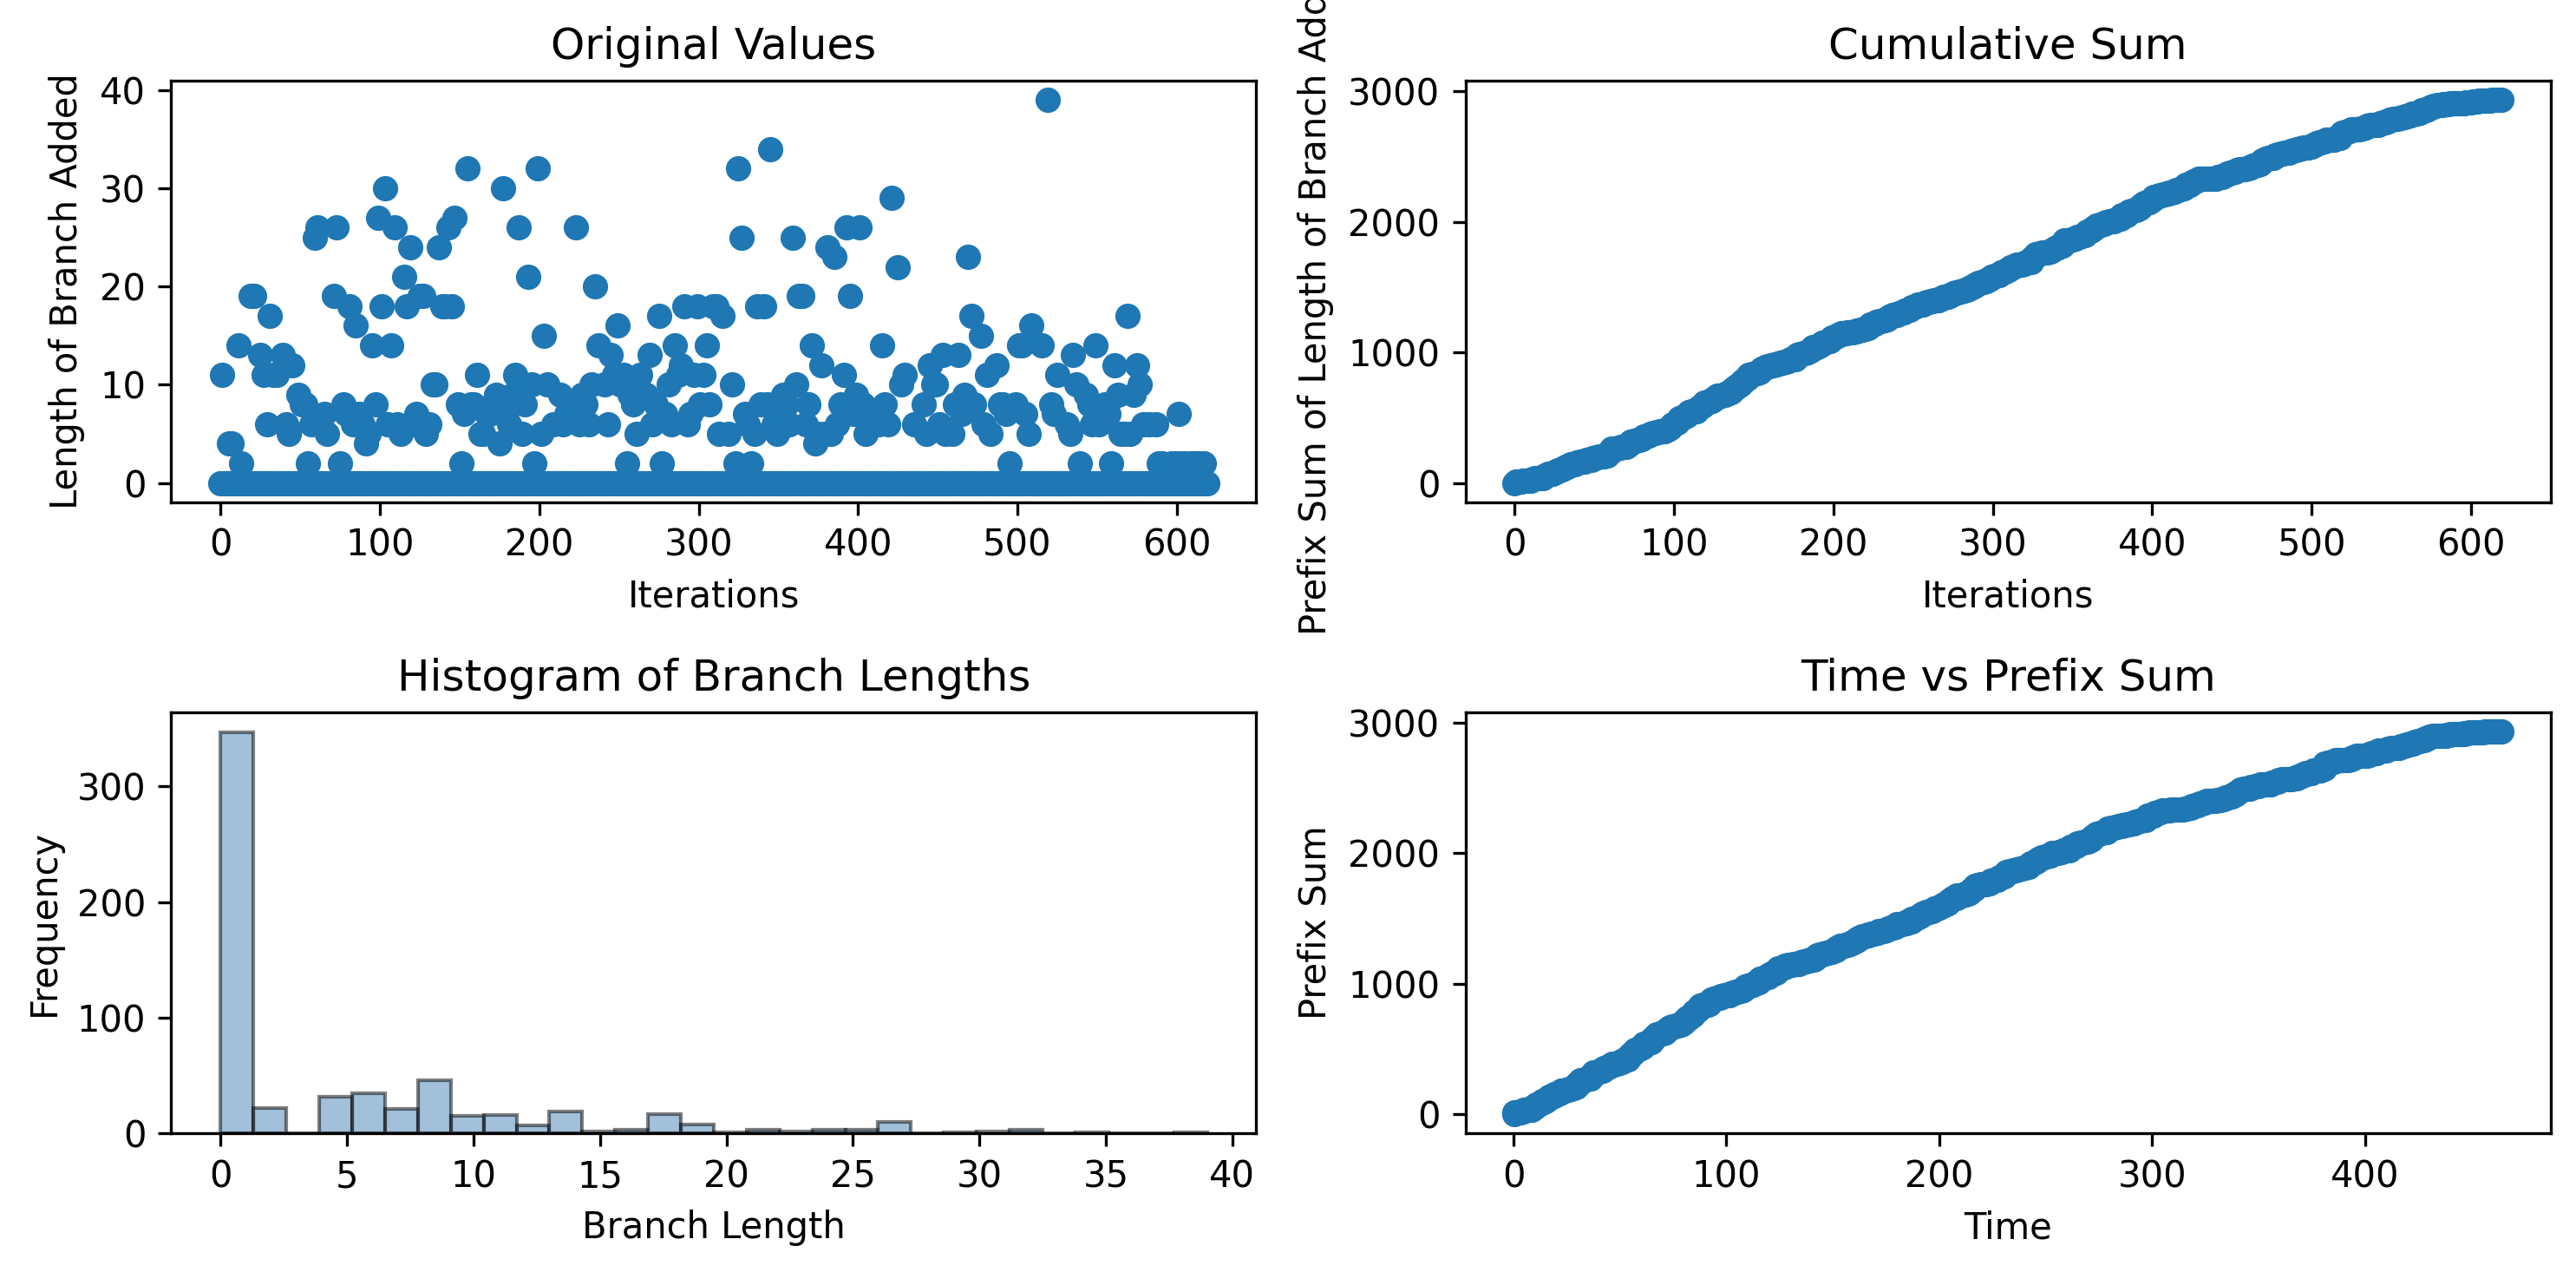 Original Values
Length of Branch Added
40
30
20
10
0
0 100 200 300 400 500 600
Iterations
Cumulative Sum
Prefix Sum of Length of Branch
3000
2000
1000
0
0 100 200 300 400 500 600
Iterations
Histogram of Branch Lengths
Frequency
300
200
100
0
0 5 10 15 20 25 30 35 40
Branch Length
Time vs Prefix Sum
Prefix Sum
3000
2000
1000
0
0 100 200 300 400
Time